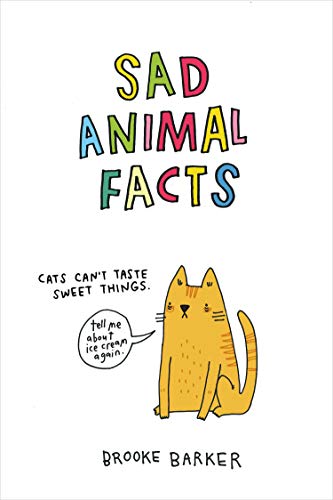 SAD
ANIMAL
FACTS
CATS CAN'T TASTE
SWEET THINGS.
tell me
about
ice cream
again.
BROOKE BARKER